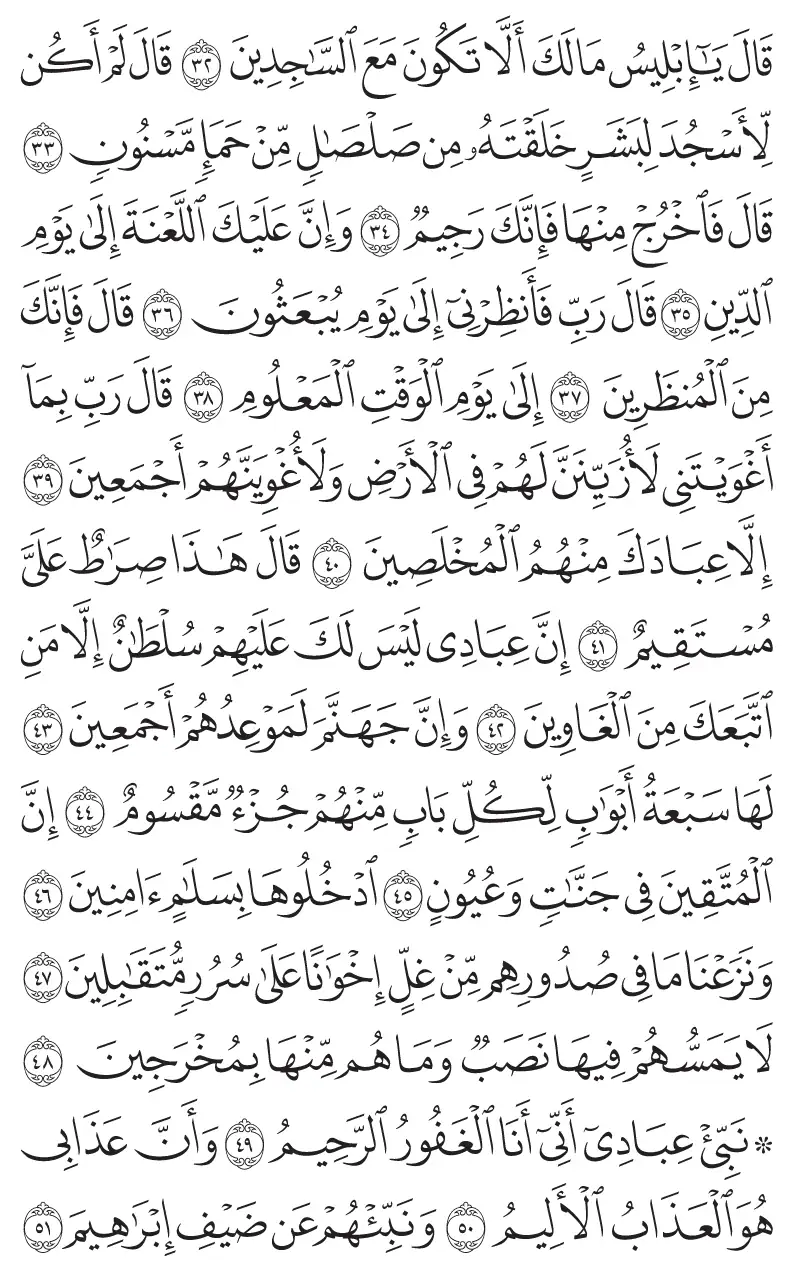 قَالَ يَـٰٓإِبْلِيسُ مَا لَكَ أَلَّا تَكُونَ مَعَ ٱلسَّـٰجِدِينَ ٣٢ قَالَ لَمْ أَكُن
لِّأَسْجُدَ لِبَشَرٍ خَلَقْتَهُۥ مِن صَلْصَـٰلٍ مِّنْ حَمَإٍ مَّسْنُونٍ ٣٣
قَالَ فَٱخْرُجْ مِنْهَا فَإِنَّكَ رَجِيمٌ ٣٤ وَإِنَّ عَلَيْكَ ٱللَّعْنَةَ إِلَىٰ يَوْمِ
ٱلدِّينِ ٣٥ قَالَ رَبِّ فَأَنظِرْنِىٓ إِلَىٰ يَوْمِ يُبْعَثُونَ ٣٦ قَالَ فَإِنَّكَ
مِنَ ٱلْمُنظَرِينَ ٣٧ إِلَىٰ يَوْمِ ٱلْوَقْتِ ٱلْمَعْلُومِ ٣٨ قَالَ رَبِّ بِمَآ
أَغْوَيْتَنِى لَأُزَيِّنَنَّ لَهُمْ فِى ٱلْأَرْضِ وَلَأُغْوِيَنَّهُمْ أَجْمَعِينَ ٣٩
إِلَّا عِبَادَكَ مِنْهُمُ ٱلْمُخْلَصِينَ ٤٠ قَالَ هَـٰذَا صِرَٰطٌ عَلَىَّ
مُسْتَقِيمٌ ٤١ إِنَّ عِبَادِى لَيْسَ لَكَ عَلَيْهِمْ سُلْطَـٰنٌ إِلَّا مَنِ
ٱتَّبَعَكَ مِنَ ٱلْغَاوِينَ ٤٢ وَإِنَّ جَهَنَّمَ لَمَوْعِدُهُمْ أَجْمَعِينَ ٤٣
لَهَا سَبْعَةُ أَبْوَٰبٍ لِّكُلِّ بَابٍ مِّنْهُمْ جُزْءٌ مَّقْسُومٌ ٤٤ إِنَّ
ٱلْمُتَّقِينَ فِى جَنَّـٰتٍ وَعُيُونٍ ٤٥ ٱدْخُلُوهَا بِسَلَـٰمٍ ءَامِنِينَ ٤٦
وَنَزَعْنَا مَا فِى صُدُورِهِم مِّنْ غِلٍّ إِخْوَٰنًا عَلَىٰ سُرُرٍ مُّتَقَـٰبِلِينَ ٤٧
لَا يَمَسُّهُمْ فِيهَا نَصَبٌ وَمَا هُم مِّنْهَا بِمُخْرَجِينَ ٤٨
* نَبِّئْ عِبَادِىٓ أَنِّىٓ أَنَا ٱلْغَفُورُ ٱلرَّحِيمُ ٤٩ وَأَنَّ عَذَابِى
هُوَ ٱلْعَذَابُ ٱلْأَلِيمُ ٥٠ وَنَبِّئْهُمْ عَن ضَيْفِ إِبْرَٰهِيمَ ٥١